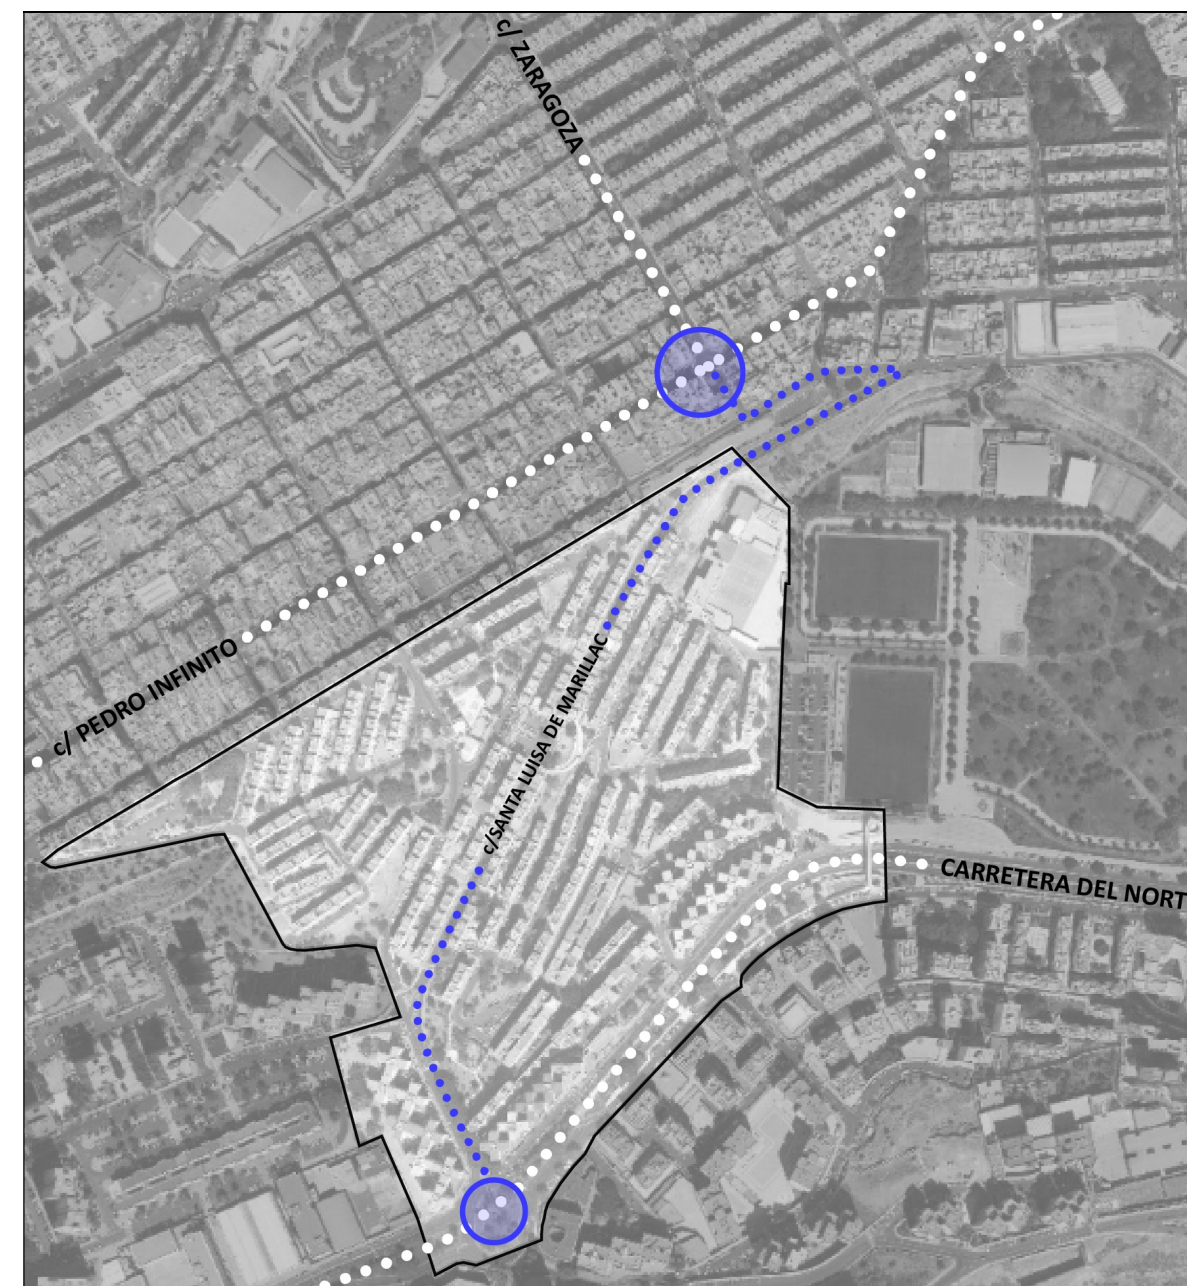 c/ ZARAGOZA
c/ PEDRO INFINITO
c/SANTA LUISA DE MARILLAC
CARRETERA DEL NORT